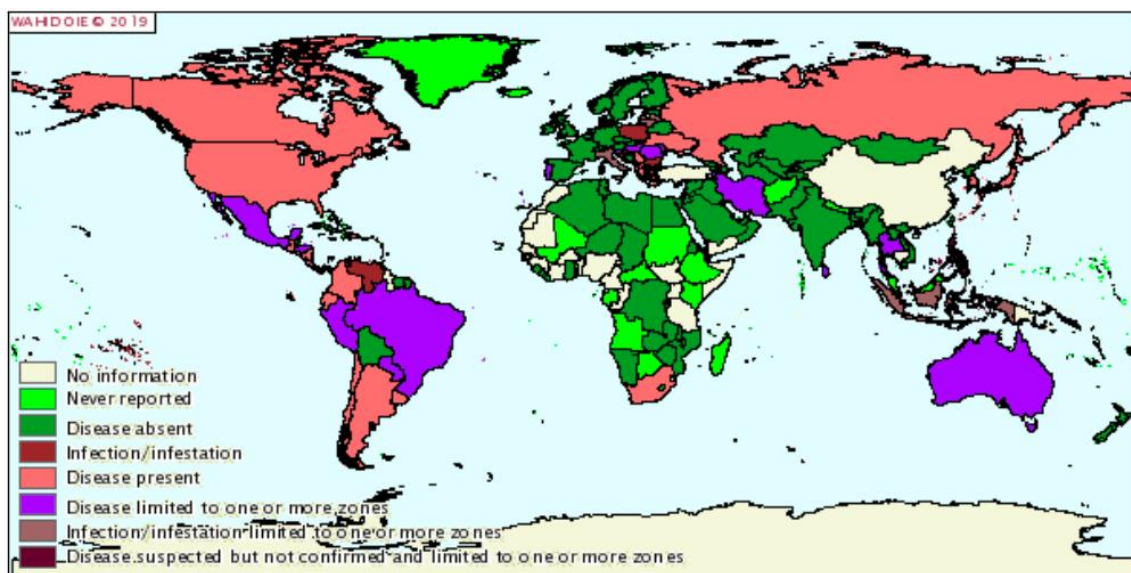 WAHID OIE © 2019
No information
Never reported
Disease absent
Infection/infestation
Disease present
Disease limited to one or more zones
Infection/infestation limited to one or more zones
Disease suspected but not confirmed and limited to one or more zones